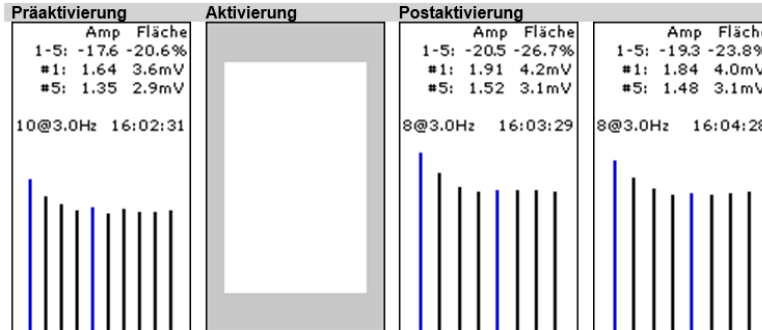 Präaktivierung
Amp Fläche
1-5: -17.6 -20.6%
#1: 1.64 3.6mV
#5: 1.35 2.9mV
10@3.0Hz 16:02:31
Aktivierung
Postaktivierung
Amp Fläche
1-5: -20.5 -26.7%
#1: 1.91 4.2mV
#5: 1.52 3.1mV
8@3.0Hz 16:03:29
Amp Fläche
1-5: -19.3 -23.8%
#1: 1.84 4.0mV
#5: 1.48 3.1mV
8@3.0Hz 16:04:28